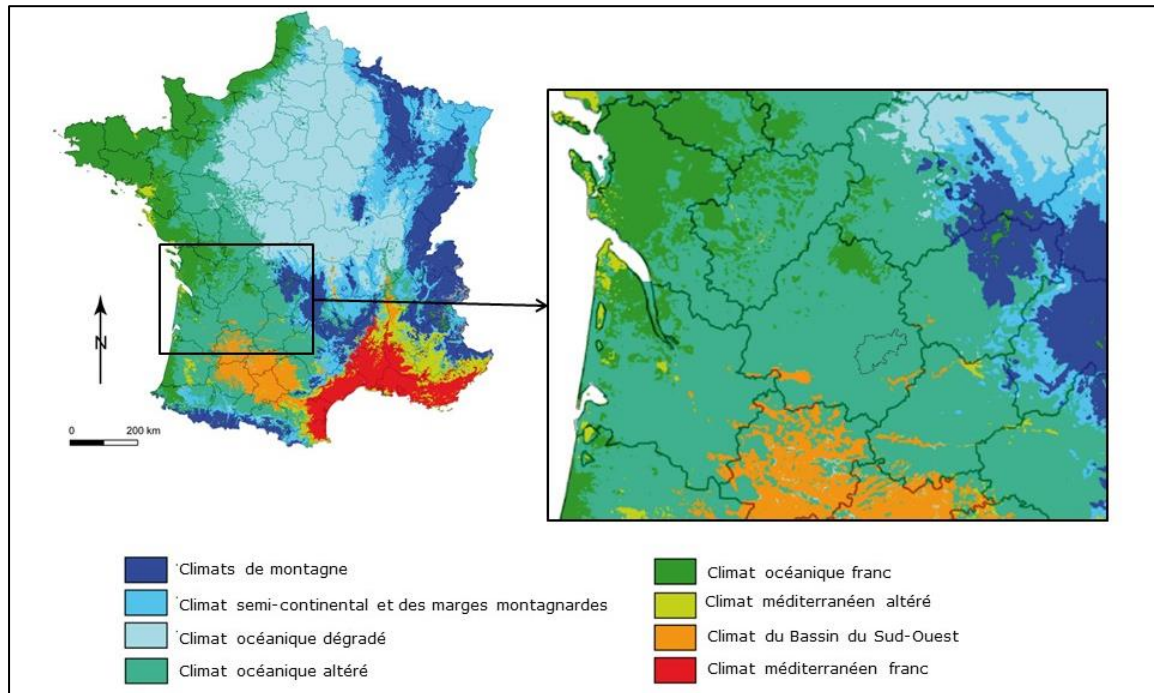 N
0 200 km
Climats de montagne
Climat semi-continental et des marges montagnardes
Climat océanique dégradé
Climat océanique altéré
Climat océanique franc
Climat méditerranéen altéré
Climat du Bassin du Sud-Ouest
Climat méditerranéen franc